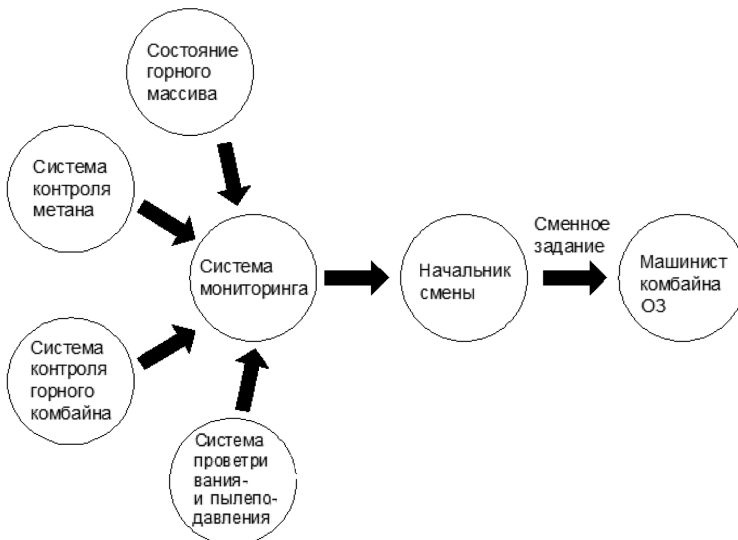 Состояние
горного
массива
Система
контроля
метана
Система
мониторинга
Начальник
смены
Сменное
задание
Машинист
комбайна
ОЗ
Система
контроля
горного
комбайна
Система
проветри
вания-
и пылепо-
давления